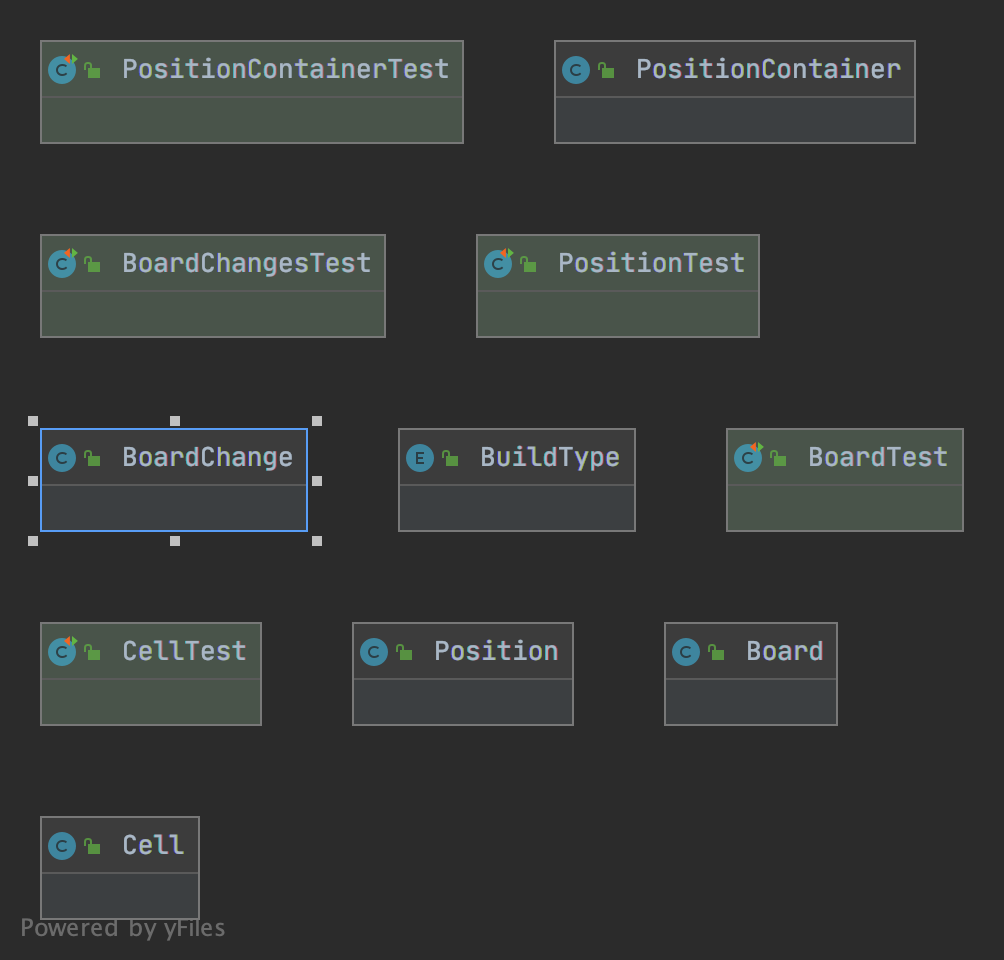 PositionContainerTest PositionContainer
BoardChangesTest PositionTest
BoardChange BuildType BoardTest
CellTest Position Board
Cell
Powered by yFiles